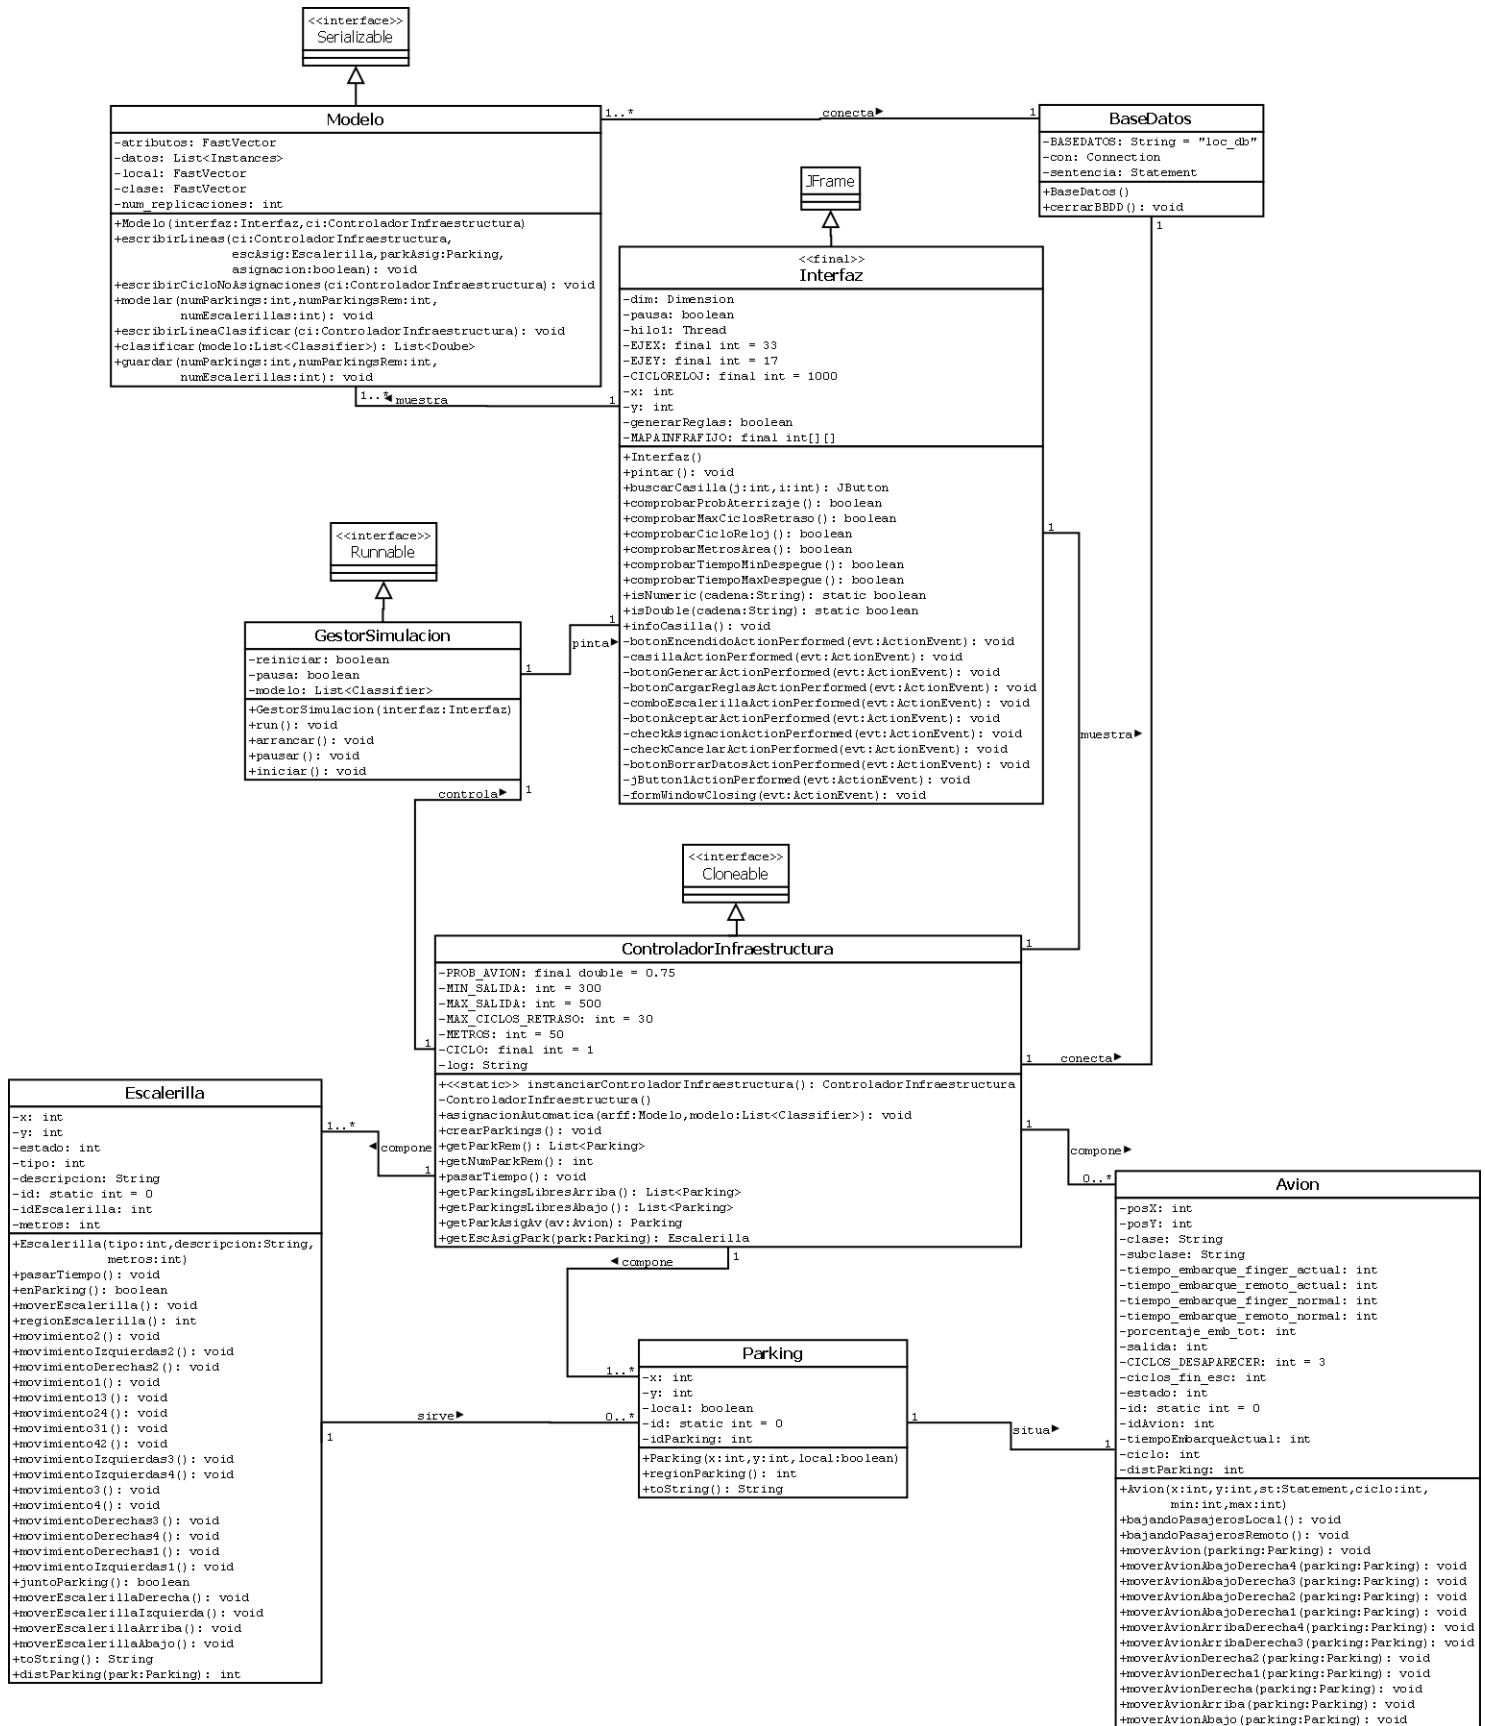 <<interface>>
Serializable
Modelo
-atributos: FastVector
-datos: List<Instances>
-local: FastVector
-clase: FastVector
-num_replicaciones: int
+Modelo(interfaz:Interfaz,ci:ControladorInfraestructura)
+escribirLineas(ci:ControladorInfraestructura,
escAsig:Escalerilla,parkAsig:Parking,
asignacion:boolean): void
+escribirCicloNoAsignaciones(ci:ControladorInfraestructura): void
+modelar(numParkings:int,numParkingsRem:int,
numEscalerillas:int): void
+escribirLineaClasificar(ci:ControladorInfraestructura): void
+clasificar(modelo:List<Classifier>): List<Doube>
+guardar(numParkings:int,numParkingsRem:int,
numEscalerillas:int): void
1..*
conecta
1
BaseDatos
-BASEDATOS: String = "loc_db"
-con: Connection
-sentencia: Statement
+BaseDatos()
+cerrarBBDD(): void
1
JFrame
<<final>>
Interfaz
-dim: Dimension
-pausa: boolean
-hilo1: Thread
-EJEX: final int = 33
-EJEY: final int = 17
-CICLORELOJ: final int = 1000
-x: int
-y: int
-generarReglas: boolean
-MAPAINFRAFIJO: final int[][]
+Interfaz()
+pintar(): void
+buscarCasilla(j:int,i:int): JButton
+comprobarProbAterrizaje(): boolean
+comprobarMaxCiclosRetraso(): boolean
+comprobarCicloReloj(): boolean
+comprobarMetrosArea(): boolean
+comprobarTiempoMinDespegue(): boolean
+comprobarTiempoMaxDespegue(): boolean
+isNumeric(cadena:String): static boolean
+isDouble(cadena:String): static boolean
+infoCasilla(): void
-botonEncendidoActionPerformed(evt:ActionEvent): void
-casillaActionPerformed(evt:ActionEvent): void
-botonGenerarActionPerformed(evt:ActionEvent): void
-botonCargarReglasActionPerformed(evt:ActionEvent): void
-comboEscalerillaActionPerformed(evt:ActionEvent): void
-botonAceptarActionPerformed(evt:ActionEvent): void
-checkAsignacionActionPerformed(evt:ActionEvent): void
-checkCancelarActionPerformed(evt:ActionEvent): void
-botonBorrarDatosActionPerformed(evt:ActionEvent): void
-jButton1ActionPerformed(evt:ActionEvent): void
-formWindowClosing(evt:ActionEvent): void
1..*
muestra
1
<<interface>>
Runnable
GestorSimulacion
-reiniciar: boolean
-pausa: boolean
-modelo: List<Classifier>
+GestorSimulacion(interfaz:Interfaz)
+run(): void
+arrancar(): void
+pausar(): void
+iniciar(): void
1
pinta
1
1
muestra
1
controla
1
1
<<interface>>
Cloneable
ControladorInfraestructura
-PROB_AVION: final double = 0.75
-MIN_SALIDA: int = 300
-MAX_SALIDA: int = 500
-MAX_CICLOS_RETRASO: int = 30
-METROS: int = 50
-CICLO: final int = 1
-log: String
+<<static>> instanciarControladorInfraestructura(): ControladorInfraestructura
-ControladorInfraestructura()
+asignacionAutomatica(arff:Modelo,modelo:List<Classifier>): void
+crearParkings(): void
+getParkRem(): List<Parking>
+getNumParkRem(): int
+pasarTiempo(): void
+getParkingsLibresArriba(): List<Parking>
+getParkingsLibresAbajo(): List<Parking>
+getParkAsigAv(av:Avion): Parking
+getEscAsigPark(park:Parking): Escalerilla
1
conecta
1..*
compone
1
1
compone
0..*
1
compone
1..*
Escalerilla
-x: int
-y: int
-estado: int
-tipo: int
-descripcion: String
-id: static int = 0
-idEscalerilla: int
-metros: int
+Escalerilla(tipo:int,descripcion:String,
metros:int)
+pasarTiempo(): void
+enParking(): boolean
+moverEscalerilla(): void
+regionEscalerilla(): int
+movimiento2(): void
+movimientoIzquierdas2(): void
+movimientoDerechas2(): void
+movimiento1(): void
+movimiento13(): void
+movimiento24(): void
+movimiento31(): void
+movimiento42(): void
+movimientoIzquierdas3(): void
+movimientoIzquierdas4(): void
+movimiento3(): void
+movimiento4(): void
+movimientoDerechas3(): void
+movimientoDerechas4(): void
+movimientoDerechas1(): void
+movimientoIzquierdas1(): void
+juntoParking(): boolean
+moverEscalerillaDerecha(): void
+moverEscalerillaIzquierda(): void
+moverEscalerillaArriba(): void
+moverEscalerillaAbajo(): void
+toString(): String
+distParking(park:Parking): int
1
sirve
0..*
Parking
-x: int
-y: int
-local: boolean
-id: static int = 0
-idParking: int
+Parking(x:int,y:int,local:boolean)
+regionParking(): int
+toString(): String
1
situa
1
Avion
-posX: int
-posY: int
-clase: String
-subclase: String
-tiempo_embarque_finger_actual: int
-tiempo_embarque_remoto_actual: int
-tiempo_embarque_finger_normal: int
-tiempo_embarque_remoto_normal: int
-porcentaje_emb_tot: int
-salida: int
-CICLOS_DESAPARECER: int = 3
-ciclos_fin_esc: int
-estado: int
-id: static int = 0
-idAvion: int
-tiempoEmbarqueActual: int
-ciclo: int
-distParking: int
+Avion(x:int,y:int,st:Statement,ciclo:int,
min:int,max:int)
+bajandoPasajerosLocal(): void
+bajandoPasajerosRemoto(): void
+moverAvion(parking:Parking): void
+moverAvionAbajoDerecha4(parking:Parking): void
+moverAvionAbajoDerecha3(parking:Parking): void
+moverAvionAbajoDerecha2(parking:Parking): void
+moverAvionAbajoDerecha1(parking:Parking): void
+moverAvionArribaDerecha4(parking:Parking): void
+moverAvionArribaDerecha3(parking:Parking): void
+moverAvionDerecha2(parking:Parking): void
+moverAvionDerecha1(parking:Parking): void
+moverAvionDerecha(parking:Parking): void
+moverAvionArriba(parking:Parking): void
+moverAvionAbajo(parking:Parking): void